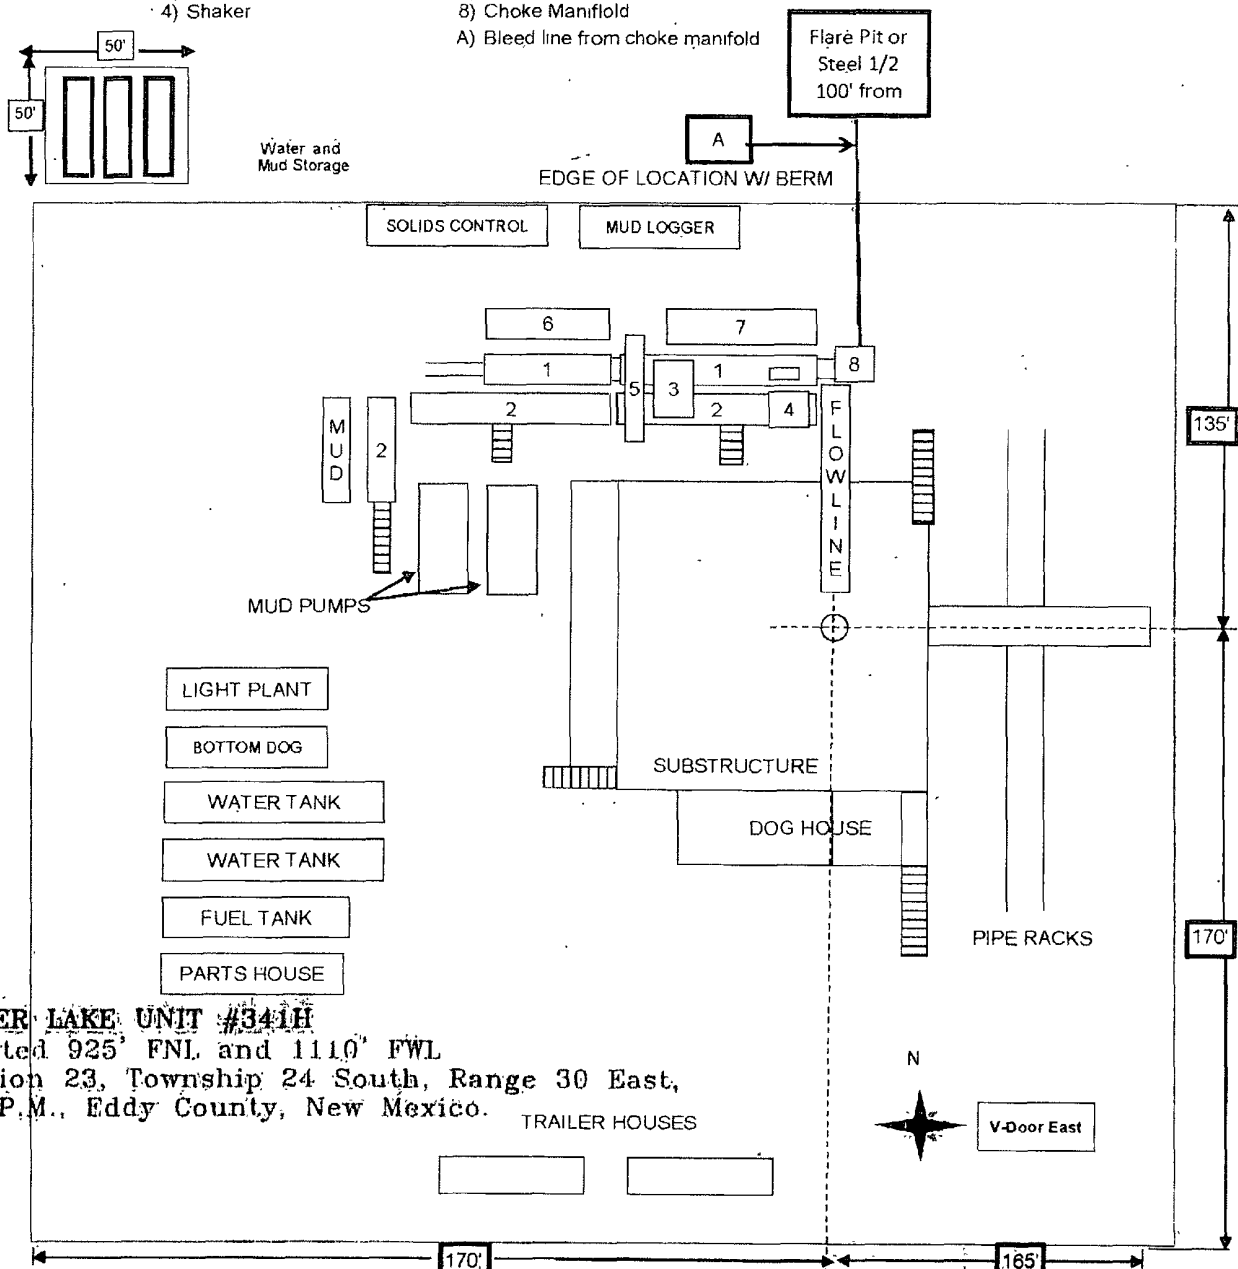 4) Shaker
8) Choke Manifold
A) Bleed line from choke manifold
Flare Pit or
Steel 1/2
100' from
50'
50'
A
Water and
Mud Storage
EDGE OF LOCATION W/ BERM
SOLIDS CONTROL
MUD LOGGER
6
7
1
1
8
5
3
2
2
4
MUD
2
FLOWLINE
135'
MUD PUMPS
LIGHT PLANT
BOTTOM DOG
WATER TANK
WATER TANK
FUEL TANK
PARTS HOUSE
SUBSTRUCTURE
DOG HOUSE
PIPE RACKS
170'
ER LAKE UNIT #341H
ted 925' FNL and 1110' FWL
ion 23, Township 24 South, Range 30 East,
P.M., Eddy County, New Mexico.
N
TRAILER HOUSES
V-Door East
170'
165'